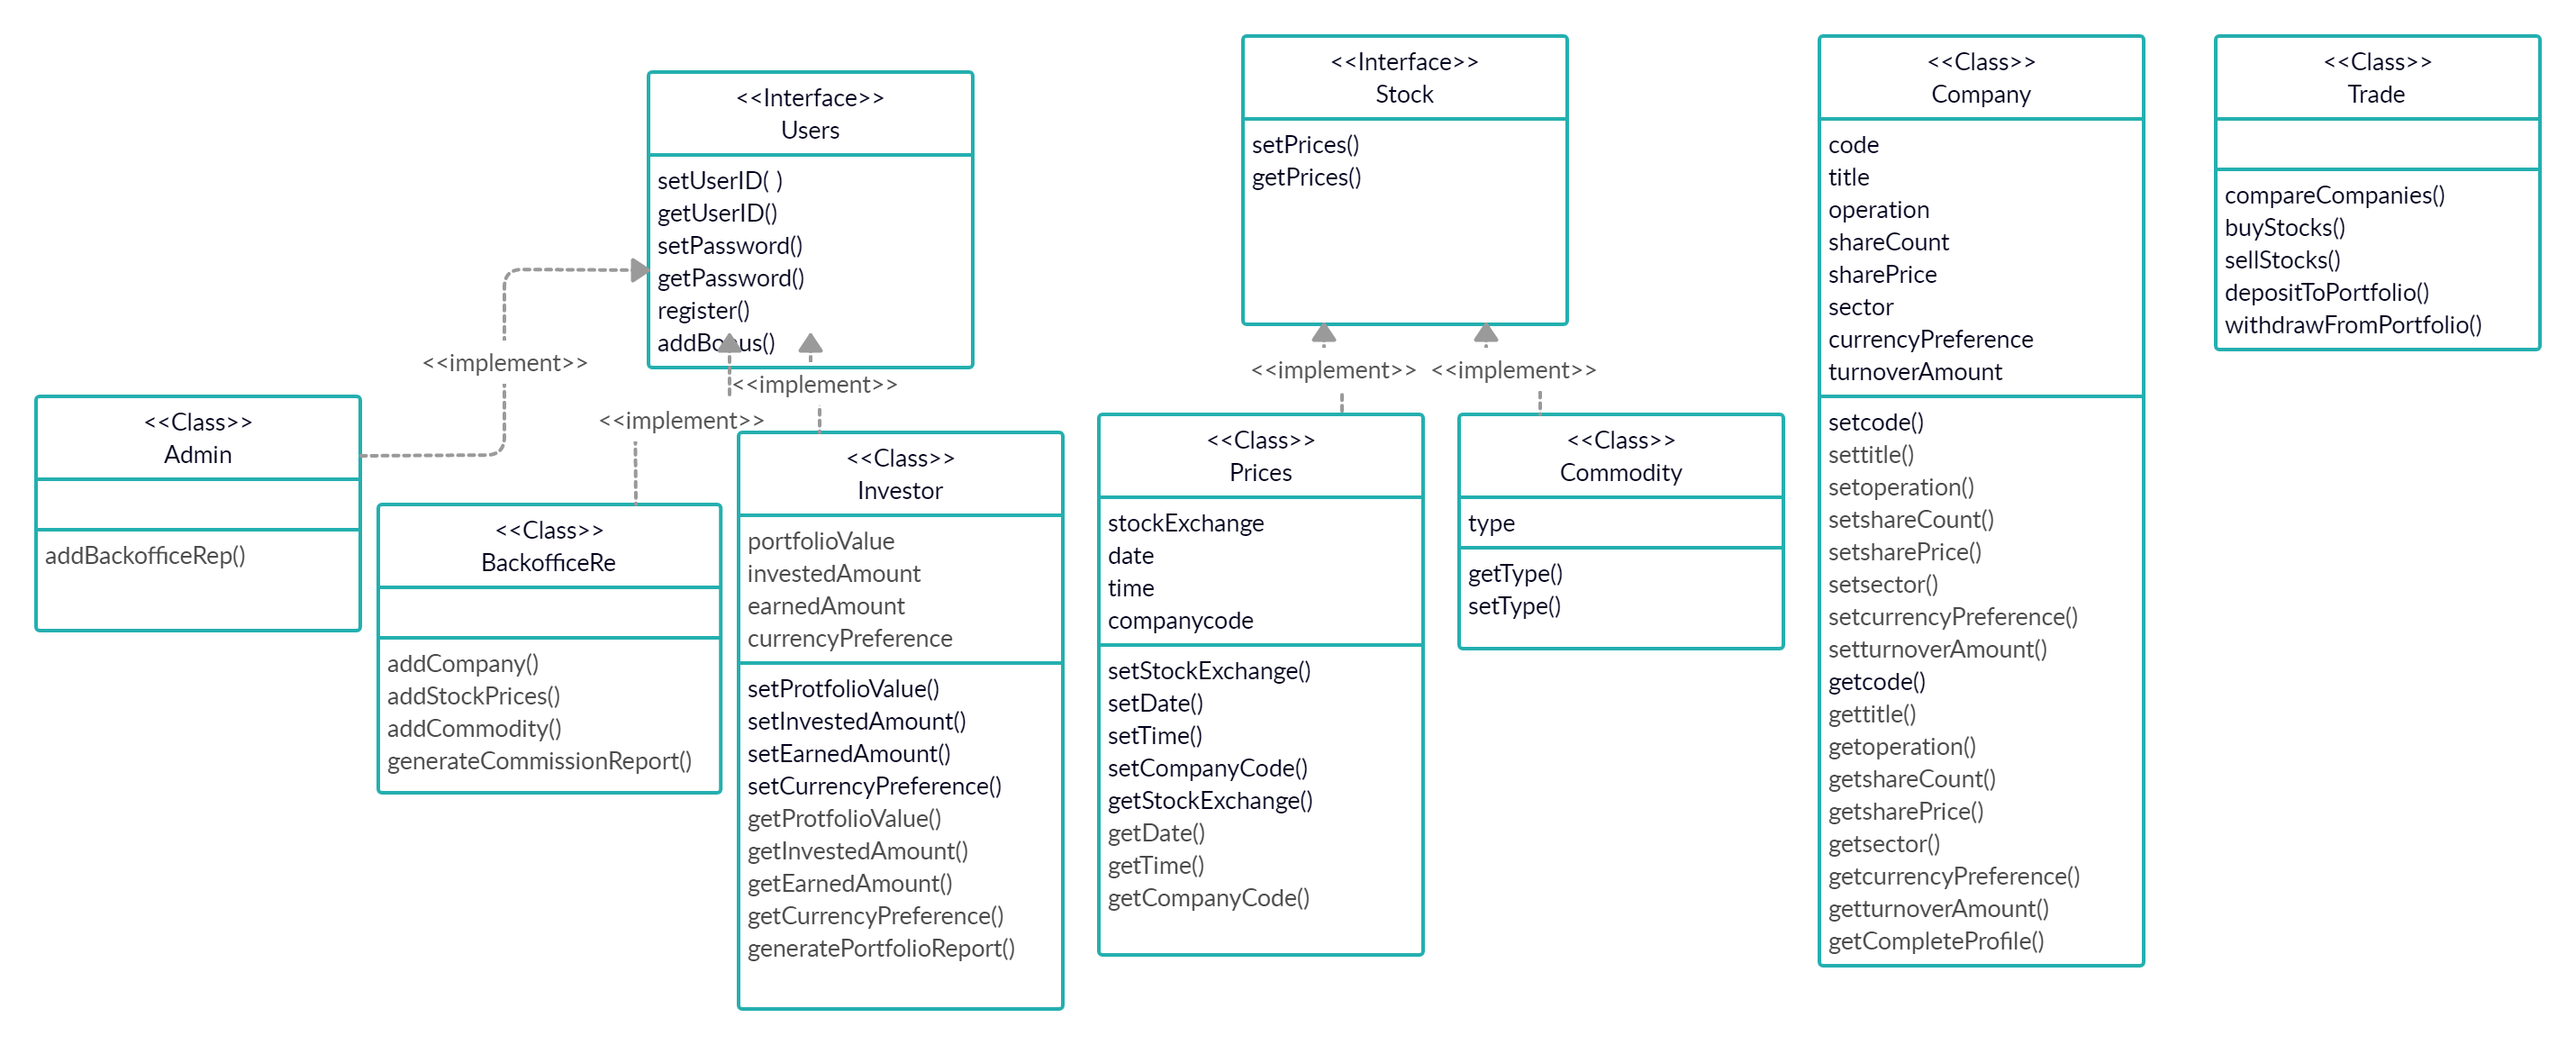 <<Interface>>
Users
setUserID( )
getUserID()
setPassword()
getPassword()
register()
addBonus()
<<implement>>
<<implement>>
<<implement>>
<<Class>>
Admin
addBackofficeRep()
<<Class>>
BackofficeRe
addCompany()
addStockPrices()
addCommodity()
generateCommissionReport()
<<Class>>
Investor
portfolioValue
investedAmount
earnedAmount
currencyPreference
setProtfolioValue()
setInvestedAmount()
setEarnedAmount()
setCurrencyPreference()
getProtfolioValue()
getInvestedAmount()
getEarnedAmount()
getCurrencyPreference()
generatePortfolioReport()
<<Interface>>
Stock
setPrices()
getPrices()
<<implement>>
<<implement>>
<<Class>>
Prices
stockExchange
date
time
companycode
setStockExchange()
setDate()
setTime()
setCompanyCode()
getStockExchange()
getDate()
getTime()
getCompanyCode()
<<Class>>
Commodity
type
getType()
setType()
<<Class>>
Company
code
title
operation
shareCount
sharePrice
sector
currencyPreference
turnoverAmount
setcode()
settitle()
setoperation()
setshareCount()
setsharePrice()
setsector()
setcurrencyPreference()
setturnoverAmount()
getcode()
gettitle()
getoperation()
getshareCount()
getsharePrice()
getsector()
getcurrencyPreference()
getturnoverAmount()
getCompleteProfile()
<<Class>>
Trade
compareCompanies()
buyStocks()
sellStocks()
depositToPortfolio()
withdrawFromPortfolio()